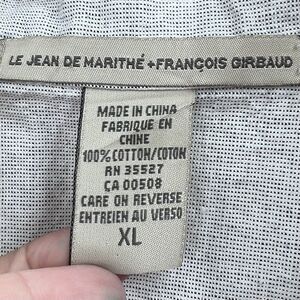 LE JEAN DE MARITHÉ + FRANÇOIS GIRBAUD
MADE IN CHINA
FABRIQUE EN
CHINE
100% COTTON/COTON
RN 35527
CA 00508
CARE ON REVERSE
ENTREIEN AU VERSO
XL